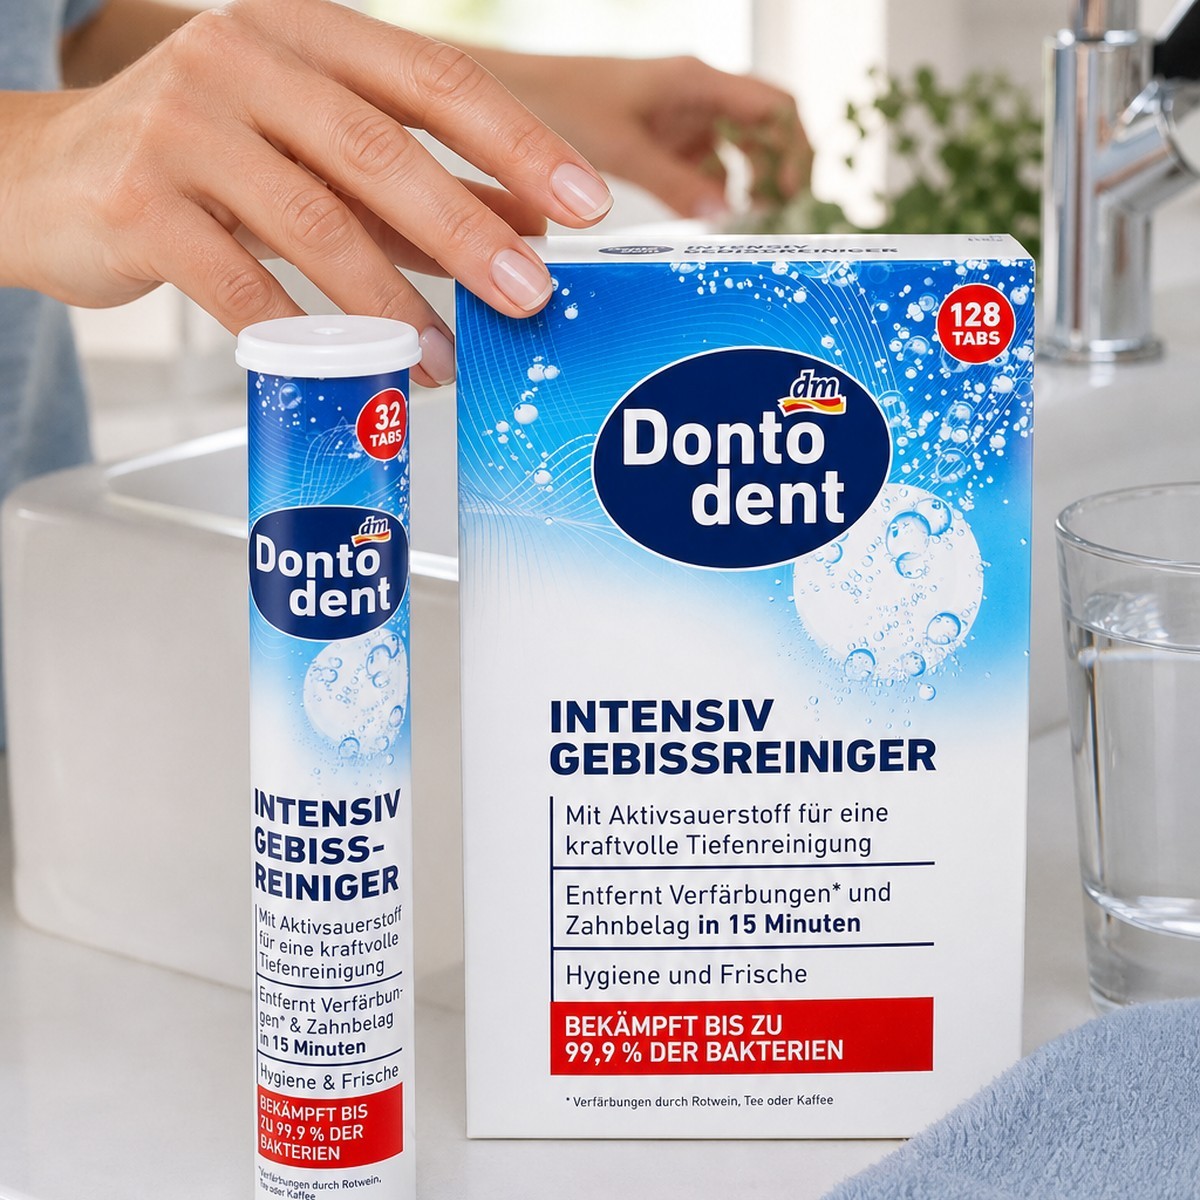 32
TABS
dm
Donto
dent
INTENSIV
GEBISS-
REINIGER
Mit Aktivsauerstoff
für eine kraftvolle
Tiefenreinigung
Entfernt Verfärbun-
gen* & Zahnbelag
in 15 Minuten
Hygiene & Frische
BEKÄMPFT BIS
ZU 99,9 % DER
BAKTERIEN
*Verfärbungen durch Rotwein,
Tee oder Kaffee
INTENSIV
GEBISSREINIGER
128
TABS
dm
Donto
dent
INTENSIV
GEBISSREINIGER
Mit Aktivsauerstoff für eine
kraftvolle Tiefenreinigung
Entfernt Verfärbungen* und
Zahnbelag in 15 Minuten
Hygiene und Frische
BEKÄMPFT BIS ZU
99,9 % DER BAKTERIEN
* Verfärbungen durch Rotwein, Tee oder Kaffee